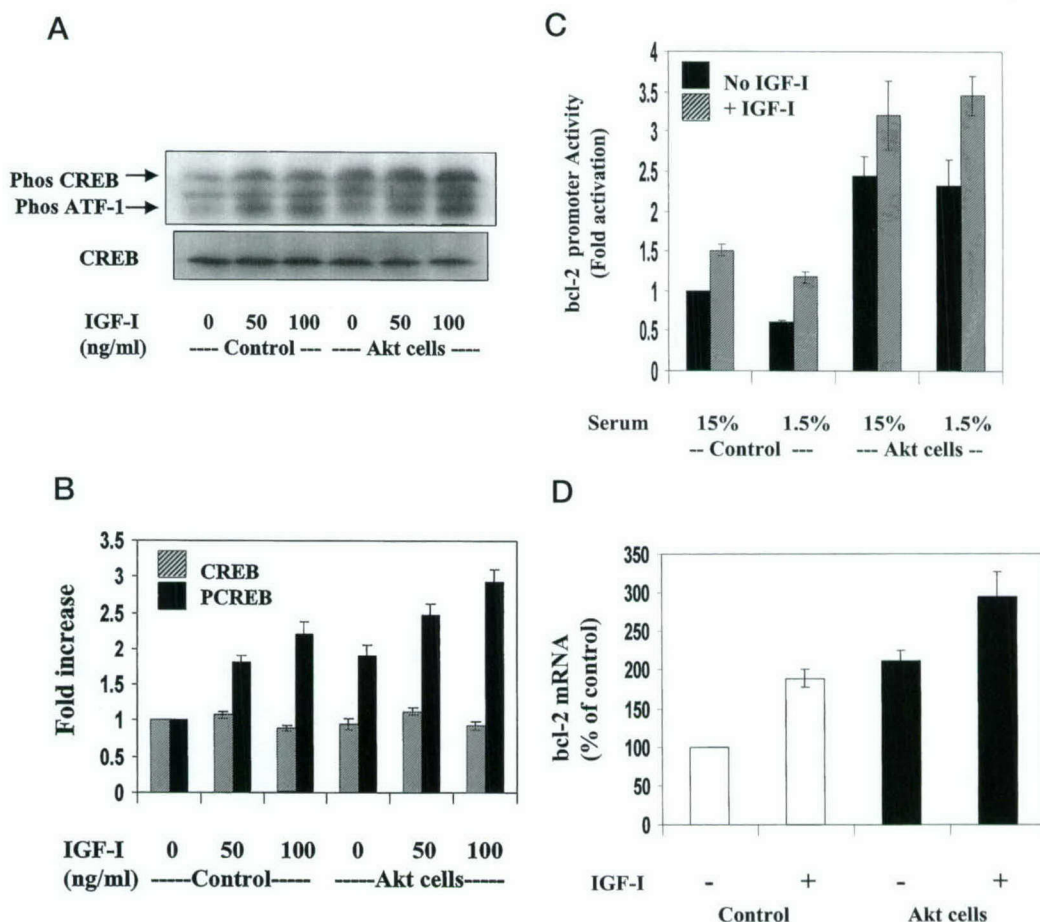 A
Phos CREB
Phos ATF-1
CREB
IGF-I 0 50 100 0 50 100
(ng/ml) ---- Control --- ---- Akt cells ----
B
Fold increase
3.5
3
2.5
2
1.5
1
0.5
0
CREB
PCREB
IGF-I 0 50 100 0 50 100
(ng/ml) -----Control----- -----Akt cells-----
C
bcl-2 promoter Activity
(Fold activation)
4
3.5
3
2.5
2
1.5
1
0.5
0
No IGF-I
+ IGF-I
Serum 15% 1.5% 15% 1.5%
-- Control --- --- Akt cells --
D
bcl-2 mRNA
(% of control)
350
300
250
200
150
100
50
0
IGF-I - + - +
Control Akt cells